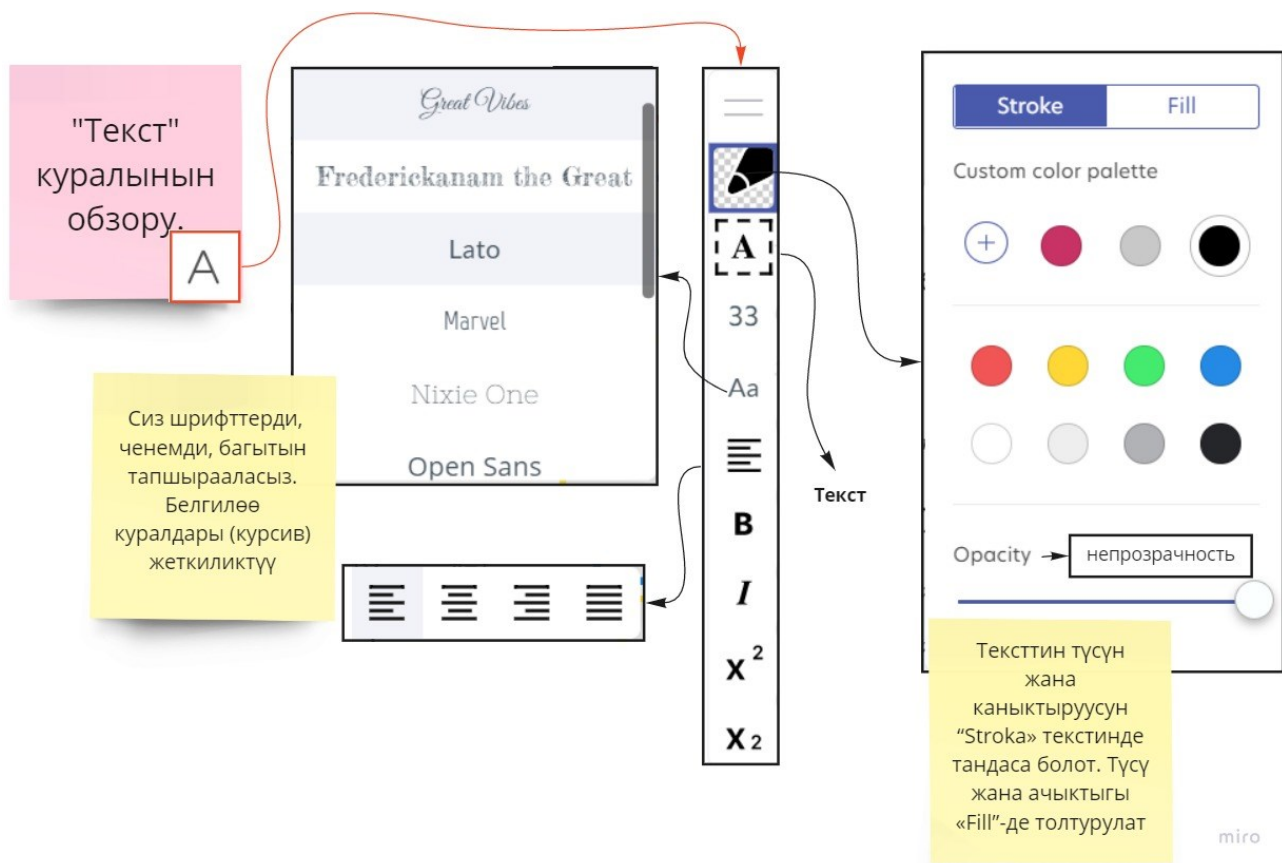 "Текст"
куралынын
обзору.
A
Сиз шрифттерди,
ченемди, багытын
тапшырааласыз.
Белгилөө
куралдары (курсив)
жеткиликтүү
Great Vibes
Frederickanam the Great
Lato
Marvel
Nixie One
Open Sans
A
33
Aa
B
I
X²
X₂
Текст
Stroke
Fill
Custom color palette
+
Opacity
непрозрачность
Тексттин түсүн
жана
каныктыруусун
“Stroka» текстинде
тандаса болот. Түсү
жана ачыктыгы
«Fill”-де толтурулат
miro